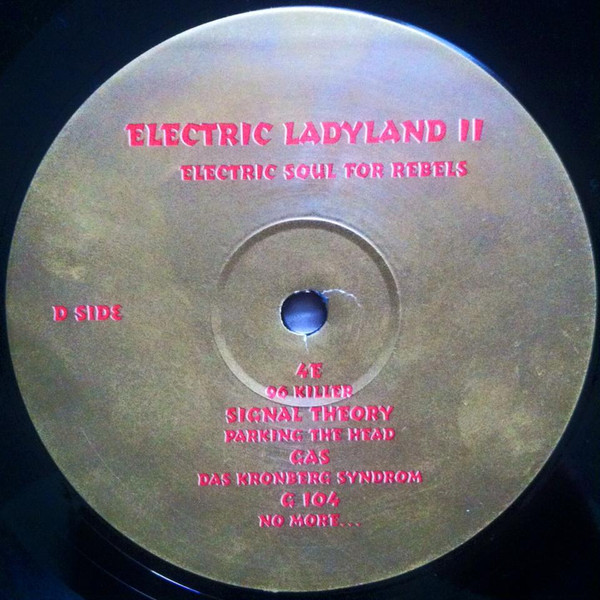 ELECTRIC LADYLAND II
ELECTRIC SOUL FOR REBELS
D SIDE
4E
96 KILLER
SIGNAL THEORY
PARKING THE HEAD
GAS
DAS KRONBERG SYNDROM
G 104
NO MORE...